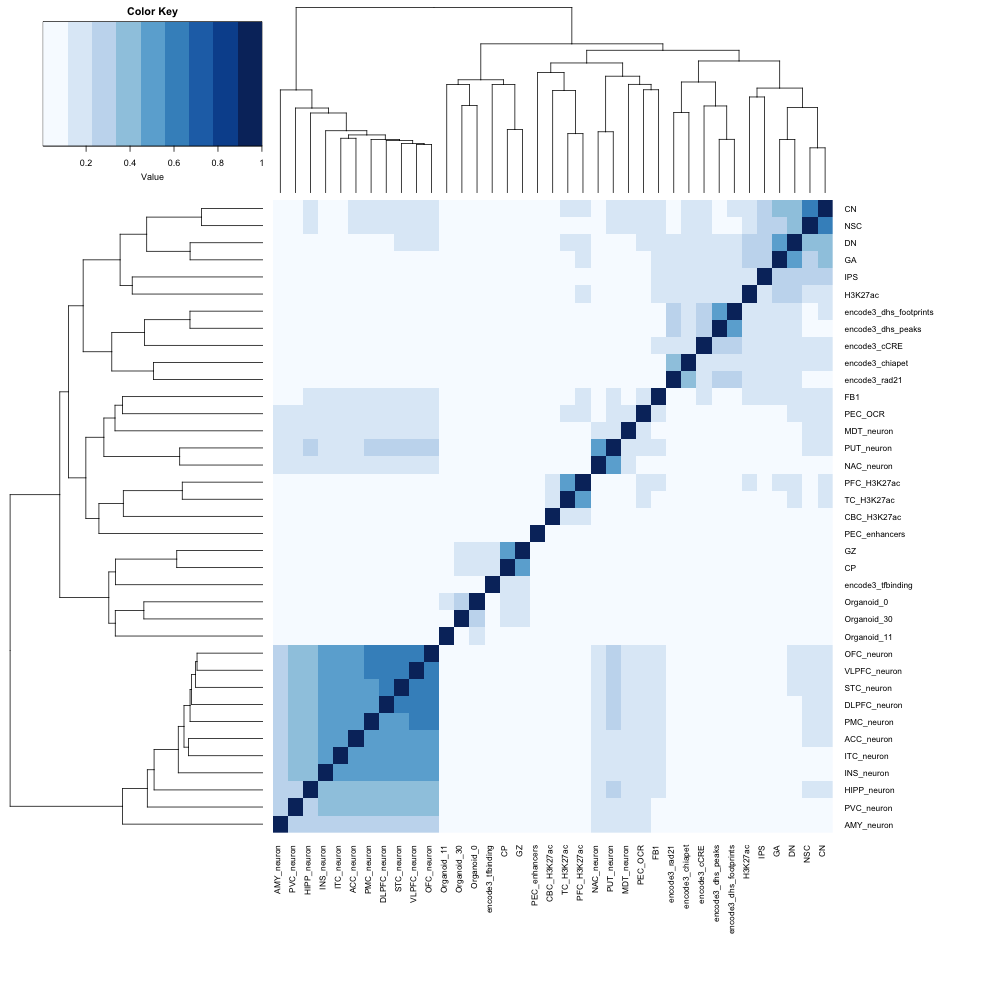 Color Key
0.2 0.4 0.6 0.8 1
Value
CN
NSC
DN
GA
IPS
H3K27ac
encode3_dhs_footprints
encode3_dhs_peaks
encode3_cCRE
encode3_chiapet
encode3_rad21
FB1
PEC_OCR
MDT_neuron
PUT_neuron
NAC_neuron
PFC_H3K27ac
TC_H3K27ac
CBC_H3K27ac
PEC_enhancers
GZ
CP
encode3_tfbinding
Organoid_0
Organoid_30
Organoid_11
OFC_neuron
VLPFC_neuron
STC_neuron
DLPFC_neuron
PMC_neuron
ACC_neuron
ITC_neuron
INS_neuron
HIPP_neuron
PVC_neuron
AMY_neuron
AMY_neuron
PVC_neuron
HIPP_neuron
INS_neuron
ITC_neuron
ACC_neuron
PMC_neuron
DLPFC_neuron
STC_neuron
VLPFC_neuron
OFC_neuron
Organoid_11
Organoid_30
Organoid_0
encode3_tfbinding
CP
GZ
PEC_enhancers
CBC_H3K27ac
TC_H3K27ac
PFC_H3K27ac
NAC_neuron
PUT_neuron
MDT_neuron
PEC_OCR
FB1
encode3_rad21
encode3_chiapet
encode3_cCRE
encode3_dhs_peaks
encode3_dhs_footprints
H3K27ac
IPS
GA
DN
NSC
CN